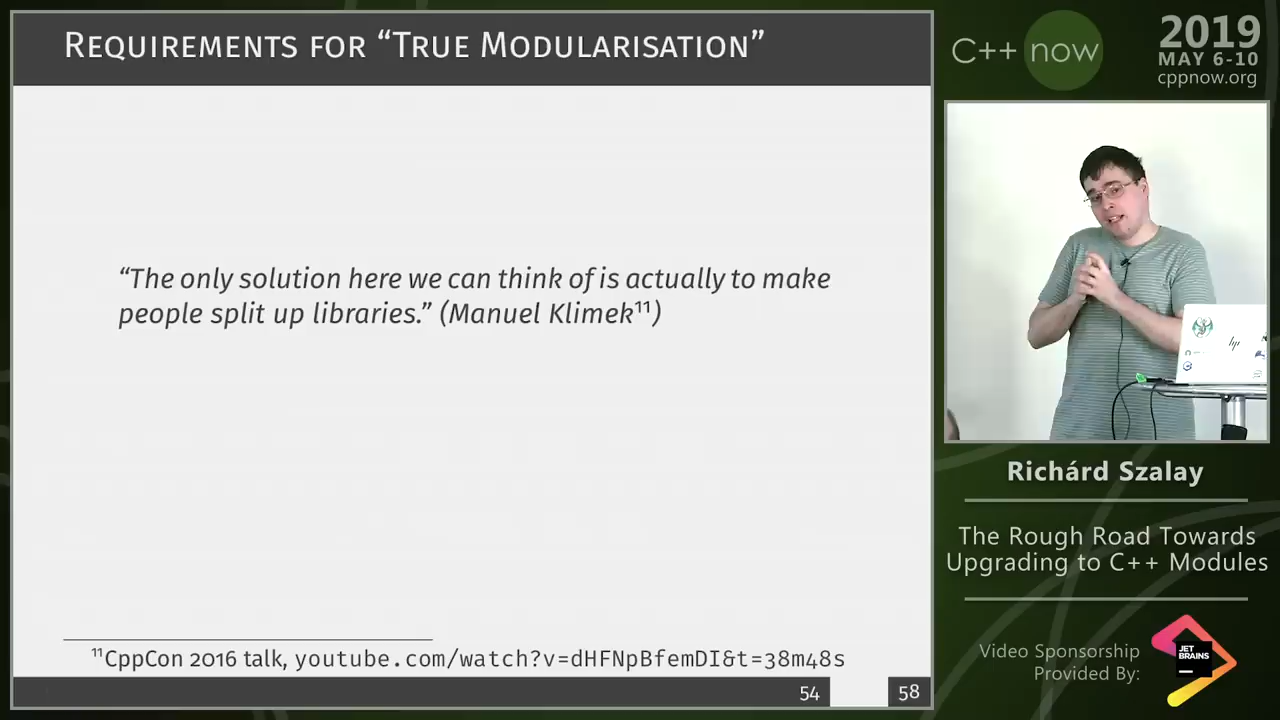 REQUIREMENTS FOR “TRUE MODULARISATION”
“The only solution here we can think of is actually to make
people split up libraries.” (Manuel Klimek¹¹)
¹¹CppCon 2016 talk, youtube.com/watch?v=dHFNpBfemDI&t=38m48s
54
58
C++ now
2019
MAY 6-10
cppnow.org
hp
Richárd Szalay
The Rough Road Towards
Upgrading to C++ Modules
Video Sponsorship
Provided By:
JET
BRAINS